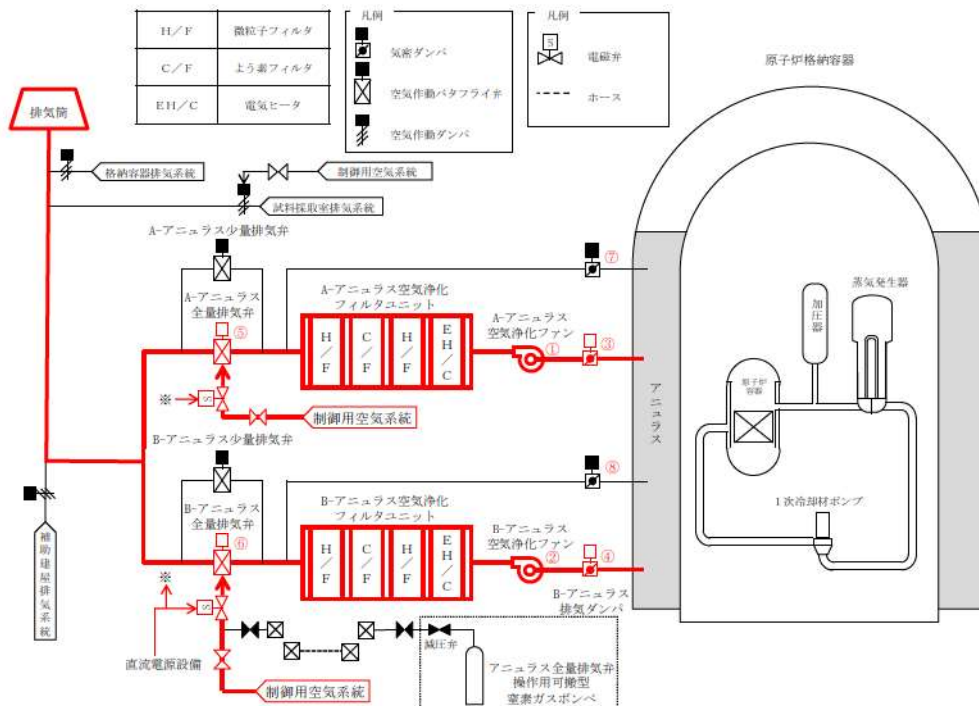 H／F 微粒子フィルタ
C／F よう素フィルタ
EH／C 電気ヒータ
凡例
気密ダンパ
空気作動バタフライ弁
空気作動ダンパ
凡例
S
電磁弁
ホース
原子炉格納容器
排気筒
格納容器排気系統
制御用空気系統
試料採取室排気系統
A-アニュラス少量排気弁
A-アニュラス
全量排気弁
⑤
A-アニュラス空気浄化
フィルタユニット
H／F
C／F
H／F
EH／C
A-アニュラス
空気浄化ファン
①
③
⑦
※
S
制御用空気系統
アニュラス
蒸気発生器
加圧器
原子炉
容器
1次冷却材ポンプ
B-アニュラス少量排気弁
B-アニュラス
全量排気弁
⑥
B-アニュラス空気浄化
フィルタユニット
H／F
C／F
H／F
EH／C
B-アニュラス
空気浄化ファン
②
④
⑧
B-アニュラス
排気ダンパ
補助建屋排気系統
※
S
直流電源設備
制御用空気系統
減圧弁
アニュラス全量排気弁
操作用可搬型
窒素ガスボンベ